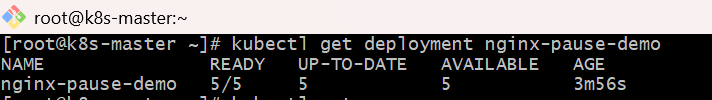 root@k8s-master:~
[root@k8s-master ~]# kubectl get deployment nginx-pause-demo
NAME READY UP-TO-DATE AVAILABLE AGE
nginx-pause-demo 5/5 5 5 3m56s